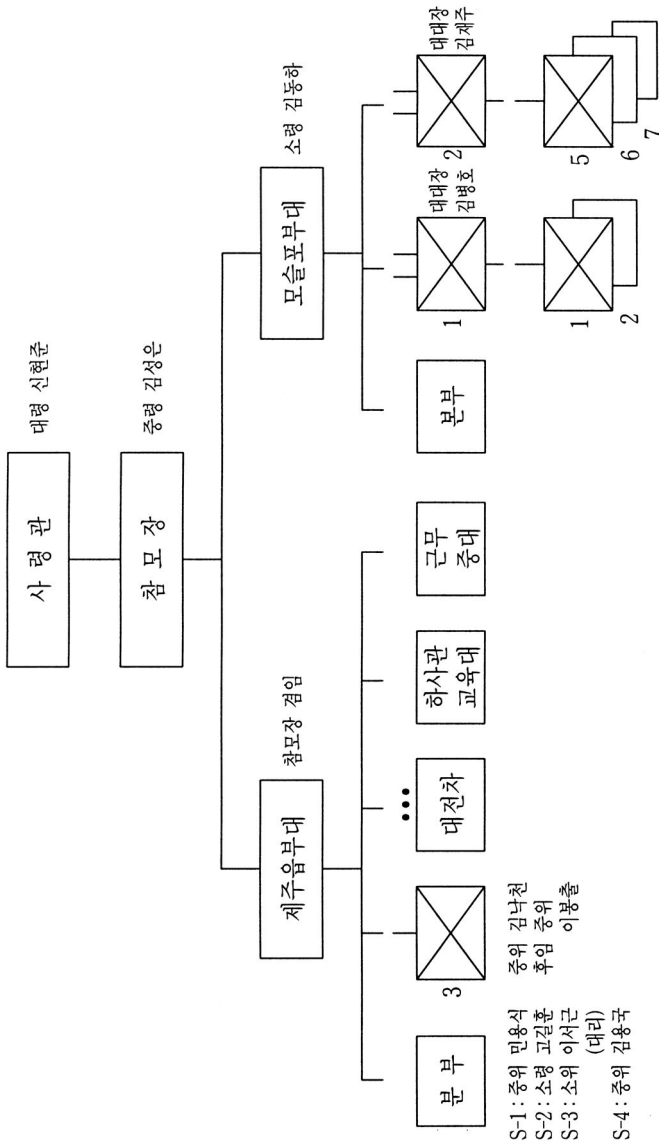 사 령 관
대령 신현준
참 모 장
중령 김성은
제주읍부대
참모장 겸임
모슬포부대
소령 김동하
본 부
S-1 : 중위 민용식
S-2 : 소령 고길훈
S-3 : 소위 이서근
(대리)
S-4 : 중위 김용국
3
중위 김낙천
후임 중위
이봉출
대전차
하사관
교육대
근무
중대
본부
1
대대장
김병호
1
2
2
대대장
김재주
5
6
7